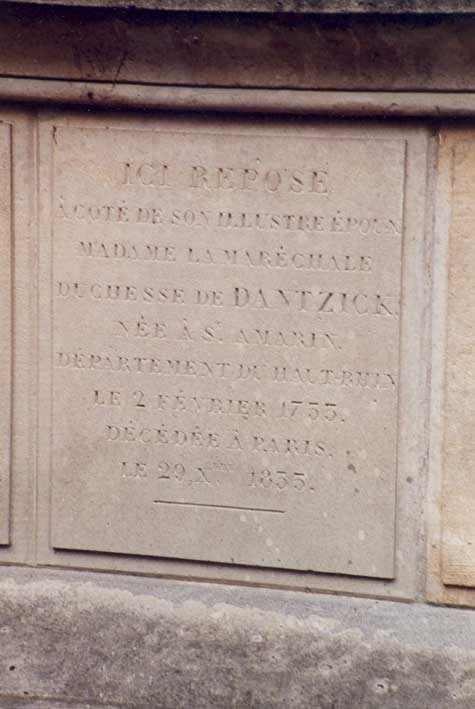 ICI REPOSE
À COTÉ DE SON ILLUSTRE ÉPOUX
MADAME LA MARÉCHALE
DUCHESSE DE DANTZICK.
NÉE À S.T AMARIN.
DÉPARTEMENT DU HAUT-RHIN
LE 2 FÉVRIER 1753.
DÉCÉDÉE À PARIS.
LE 29, X.BRE 1835.